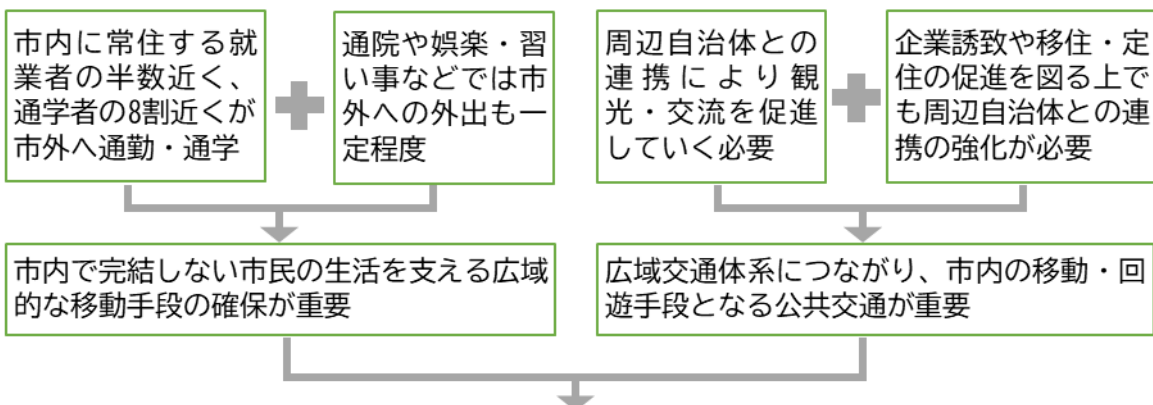 市内に常住する就
業者の半数近く、
通学者の8割近くが
市外へ通勤・通学
通院や娯楽・習
い事などでは市
外への外出も一
定程度
周辺自治体との
連携により観
光・交流を促進
していく必要
企業誘致や移住・定
住の促進を図る上で
も周辺自治体との連
携の強化が必要
市内で完結しない市民の生活を支える広域
的な移動手段の確保が重要
広域交通体系につながり、市内の移動・回
遊手段となる公共交通が重要